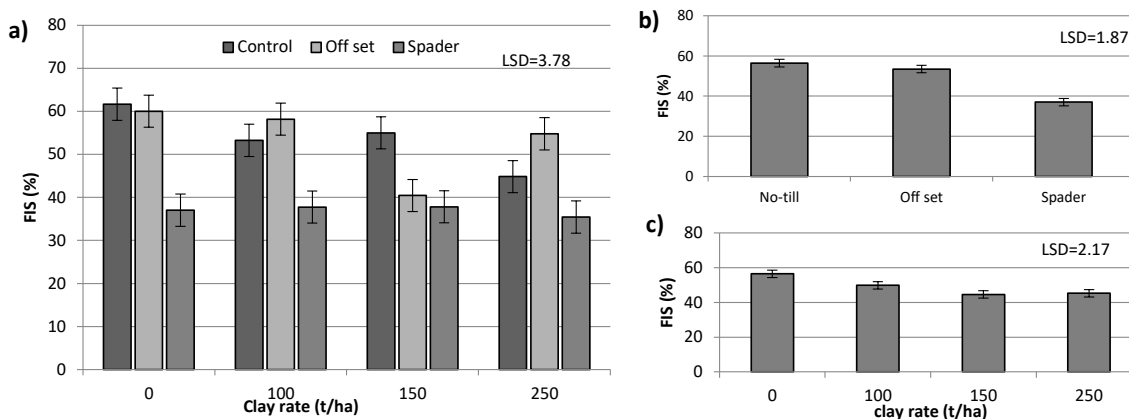 a)
80
70
60
50
40
30
20
10
0
FIS (%)
Control Off set Spader
LSD=3.78
0 100 150 250
Clay rate (t/ha)
b)
80
60
40
20
0
FIS (%)
LSD=1.87
No-till Off set Spader
c)
80
60
40
20
0
FIS (%)
LSD=2.17
0 100 150 250
clay rate (t/ha)